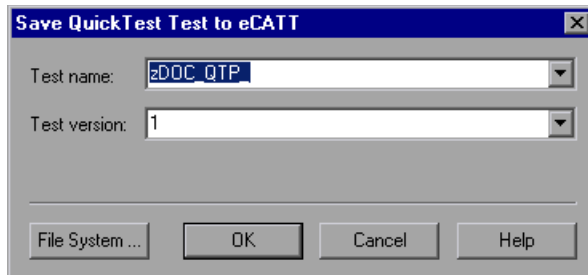 Save QuickTest Test to eCATT
Test name: zDOC_QTP_
Test version: 1
File System ... OK Cancel Help